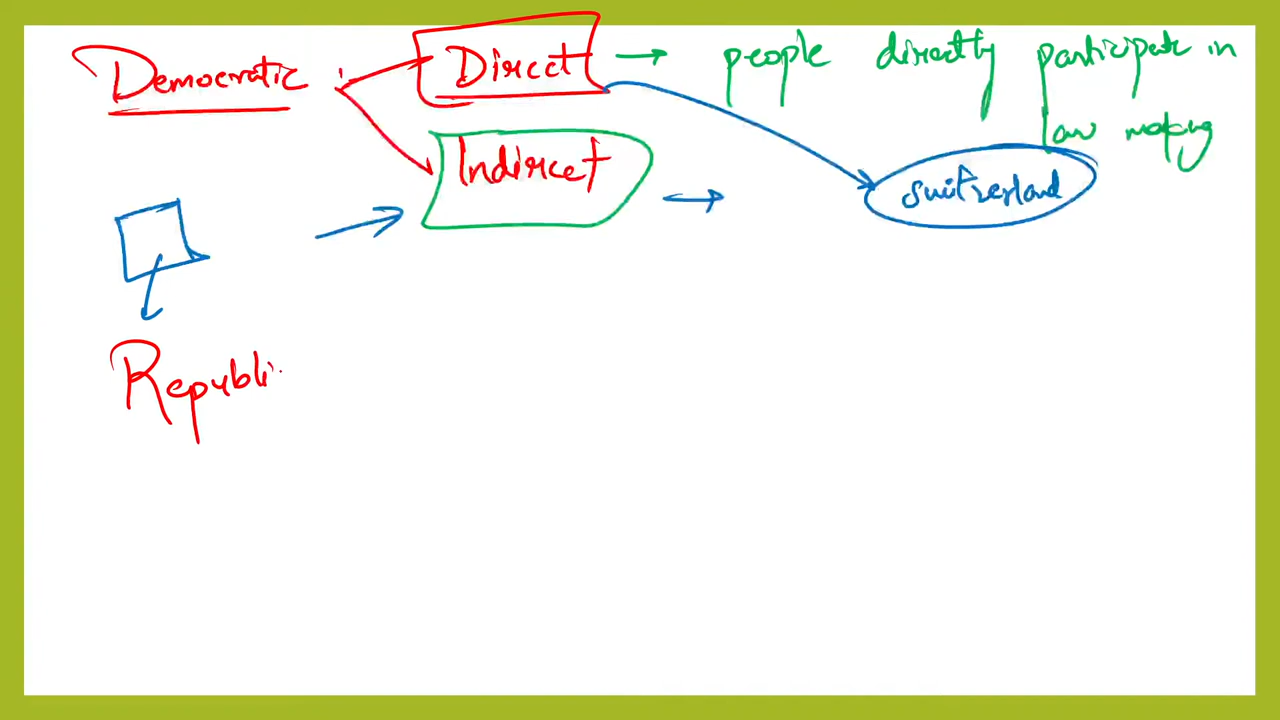 Democratic Direct → people directly participate in
law making
Indirect →
switzerland
Republi